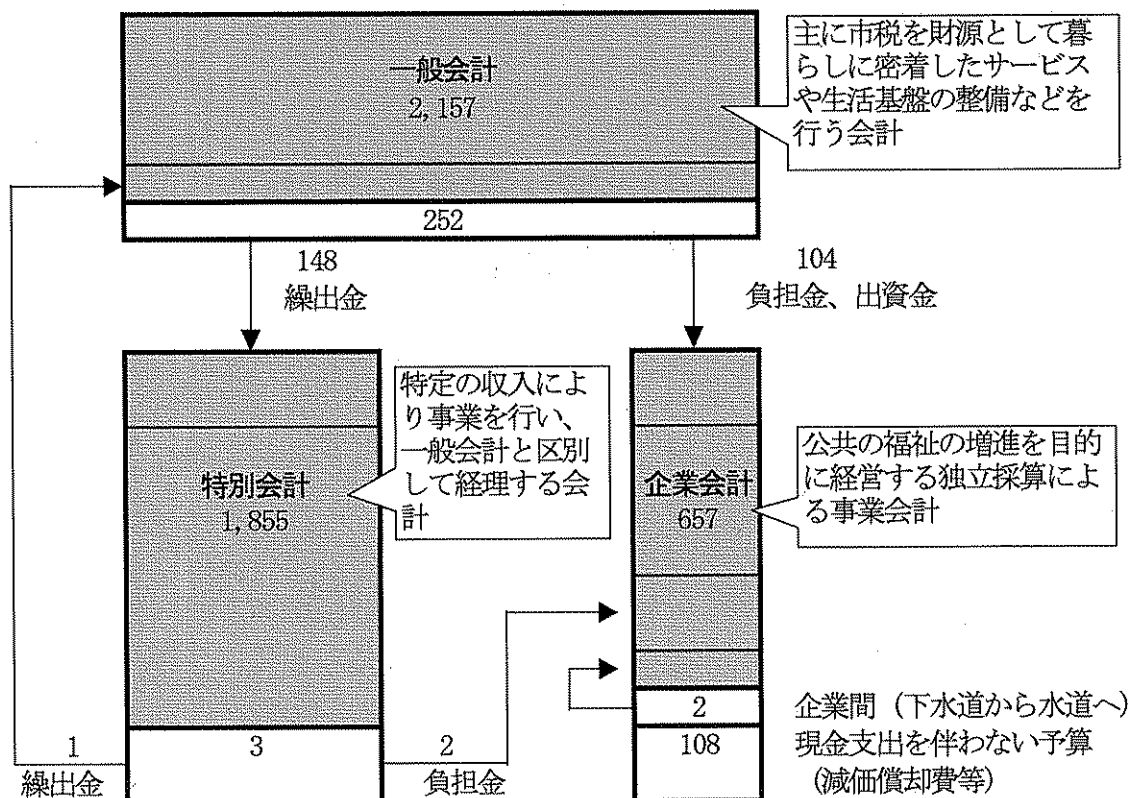 一般会計
2,157
主に市税を財源として暮
らしに密着したサービス
や生活基盤の整備などを
行う会計
252
148
繰出金
104
負担金、出資金
特別会計
1,855
特定の収入によ
り事業を行い、
一般会計と区別
して経理する会
計
企業会計
657
公共の福祉の増進を目的
に経営する独立採算によ
る事業会計
1
繰出金
3
2
負担金
2
企業間（下水道から水道へ）
108
現金支出を伴わない予算
（減価償却費等）